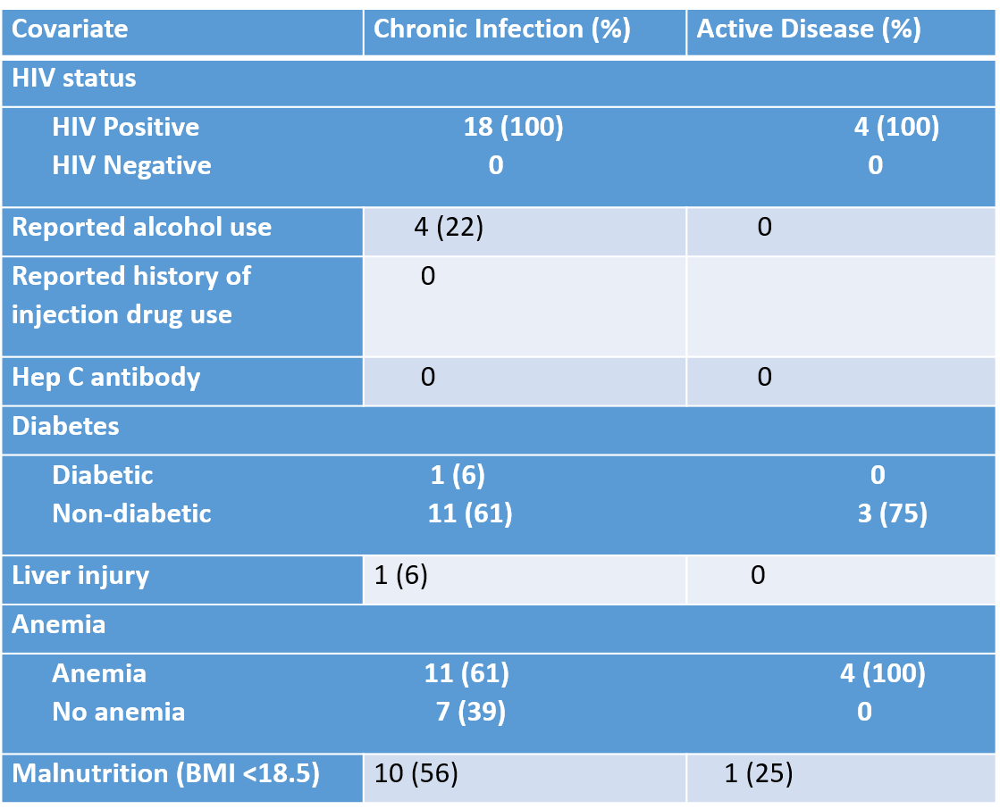 Covariate Chronic Infection (%) Active Disease (%)
HIV status
HIV Positive 18 (100) 4 (100)
HIV Negative 0 0
Reported alcohol use 4 (22) 0
Reported history of 0
injection drug use
Hep C antibody 0 0
Diabetes
Diabetic 1 (6) 0
Non-diabetic 11 (61) 3 (75)
Liver injury 1 (6) 0
Anemia
Anemia 11 (61) 4 (100)
No anemia 7 (39) 0
Malnutrition (BMI <18.5) 10 (56) 1 (25)